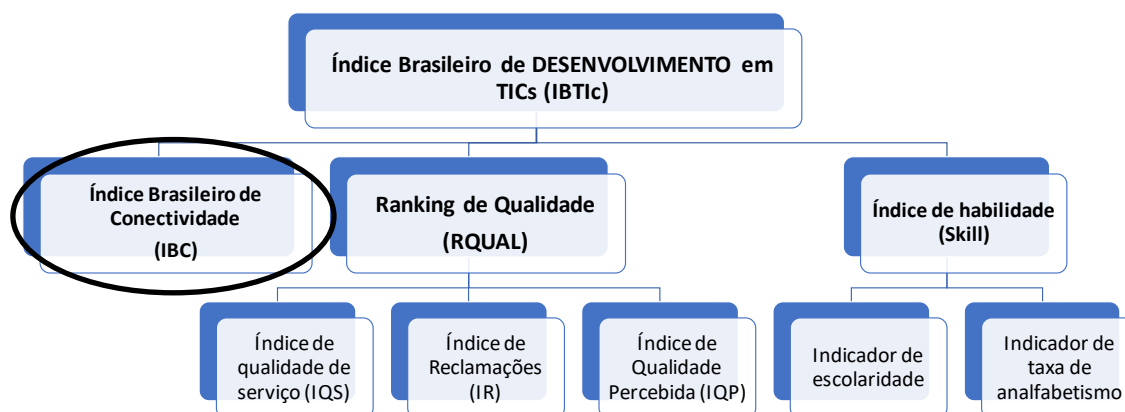 Índice Brasileiro de DESENVOLVIMENTO em
TICs (IBTIc)
Índice Brasileiro de
Conectividade
(IBC)
Ranking de Qualidade
(RQUAL)
Índice de habilidade
(Skill)
Índice de
qualidade de
serviço (IQS)
Índice de
Reclamações
(IR)
Índice de
Qualidade
Percebida (IQP)
Indicador de
escolaridade
Indicador de
taxa de
analfabetismo